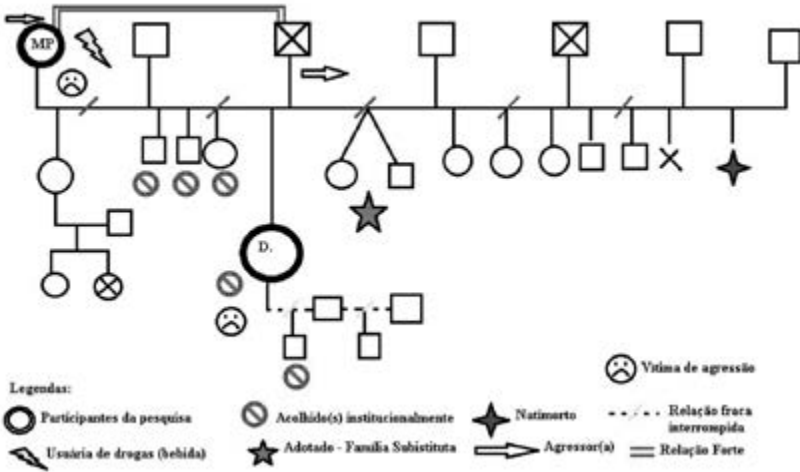 MP
D.
Vitima de agressão
Legendas:
Participantes da pesquisa
Acolhido(s) institucionalmente
Natimorto
Relação fraca
interrompida
Usuária de drogas (bebida)
Adotado - Família Subistituta
Agressor(a)
Relação Forte